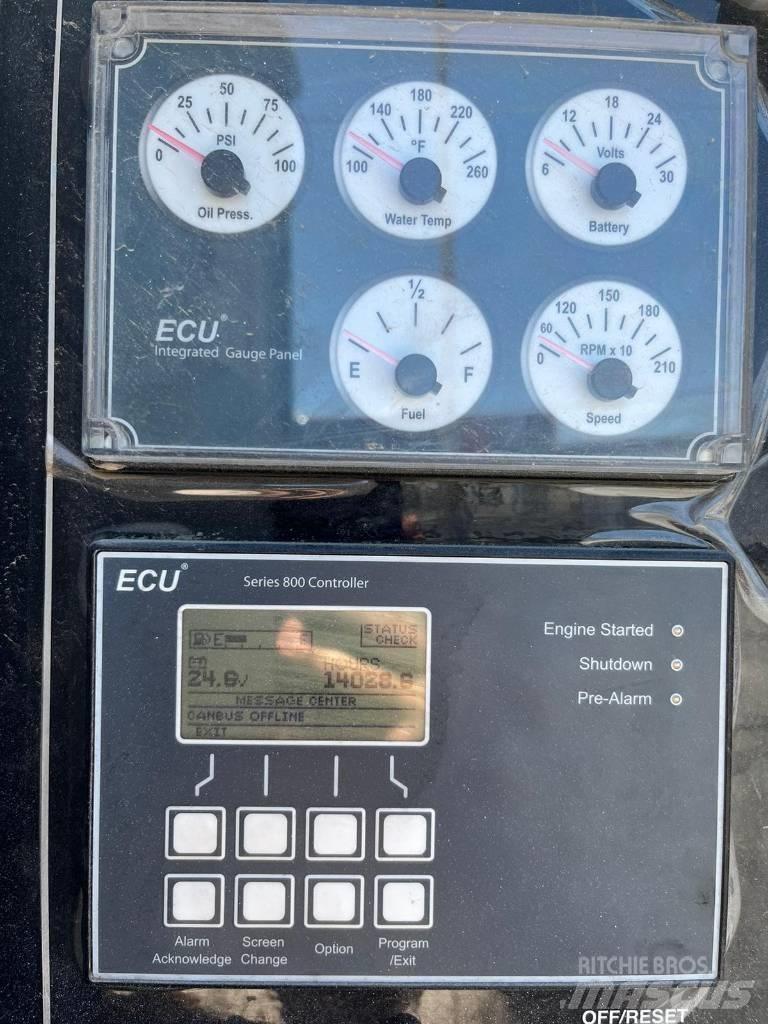 0 25 50 75 100
PSI
Oil Press.
100 140 180 220 260
°F
Water Temp
6 12 18 24 30
Volts
Battery
ECU®
Integrated Gauge Panel
E 1/2 F
Fuel
0 60 120 150 180 210
RPM x 10
Speed
ECU®
Series 800 Controller
E
STATUS
CHECK
HOURS
24.6V 14028.6
MESSAGE CENTER
CANBUS OFFLINE
EXIT
Engine Started
Shutdown
Pre-Alarm
Alarm
Acknowledge
Screen
Change
Option
Program
/Exit
RITCHIE BROS.
MASCUS
OFF/RESET